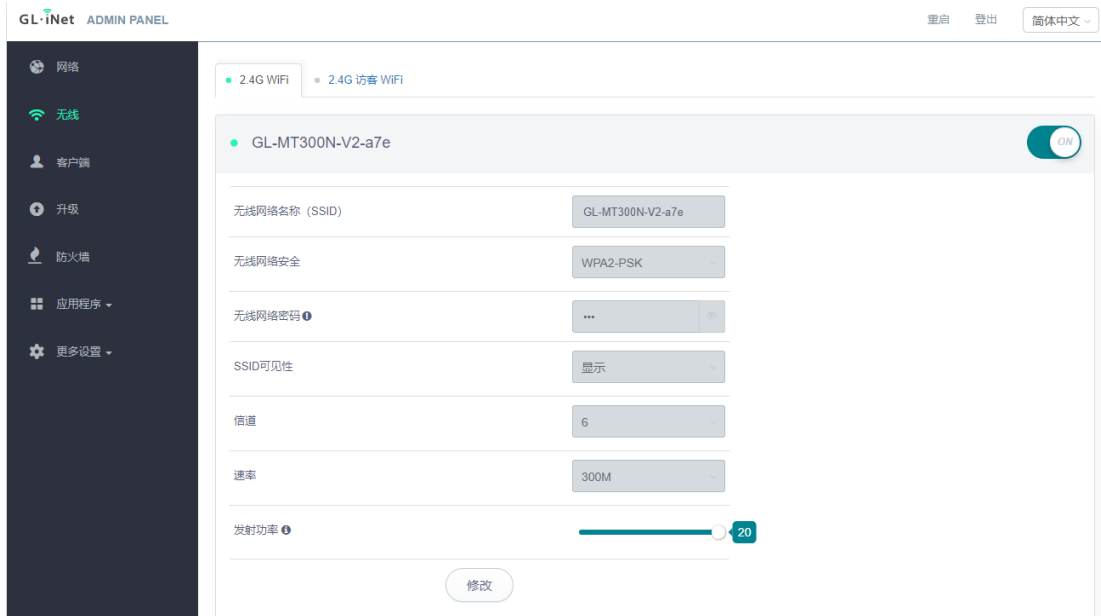 GL·iNet ADMIN PANEL
重启 登出 简体中文
网络
无线
客户端
升级
防火墙
应用程序
更多设置
2.4G WiFi 2.4G 访客 WiFi
GL-MT300N-V2-a7e ON
无线网络名称（SSID） GL-MT300N-V2-a7e
无线网络安全 WPA2-PSK
无线网络密码 •••
SSID可见性 显示
信道 6
速率 300M
发射功率 20
修改